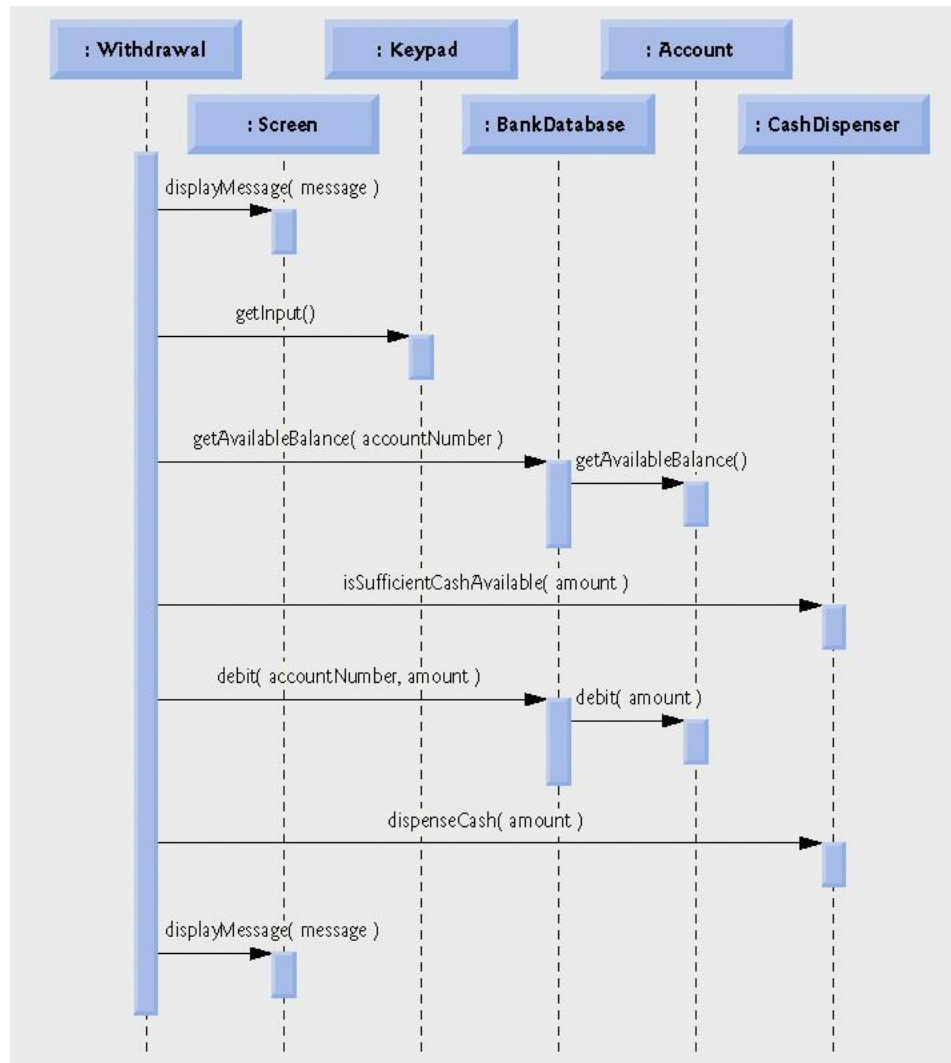 : Withdrawal
: Keypad
: Account
: Screen
: BankDatabase
: CashDispenser
displayMessage( message )
getInput()
getAvailableBalance( accountNumber )
getAvailableBalance()
isSufficientCashAvailable( amount )
debit( accountNumber, amount )
debit( amount )
dispenseCash( amount )
displayMessage( message )